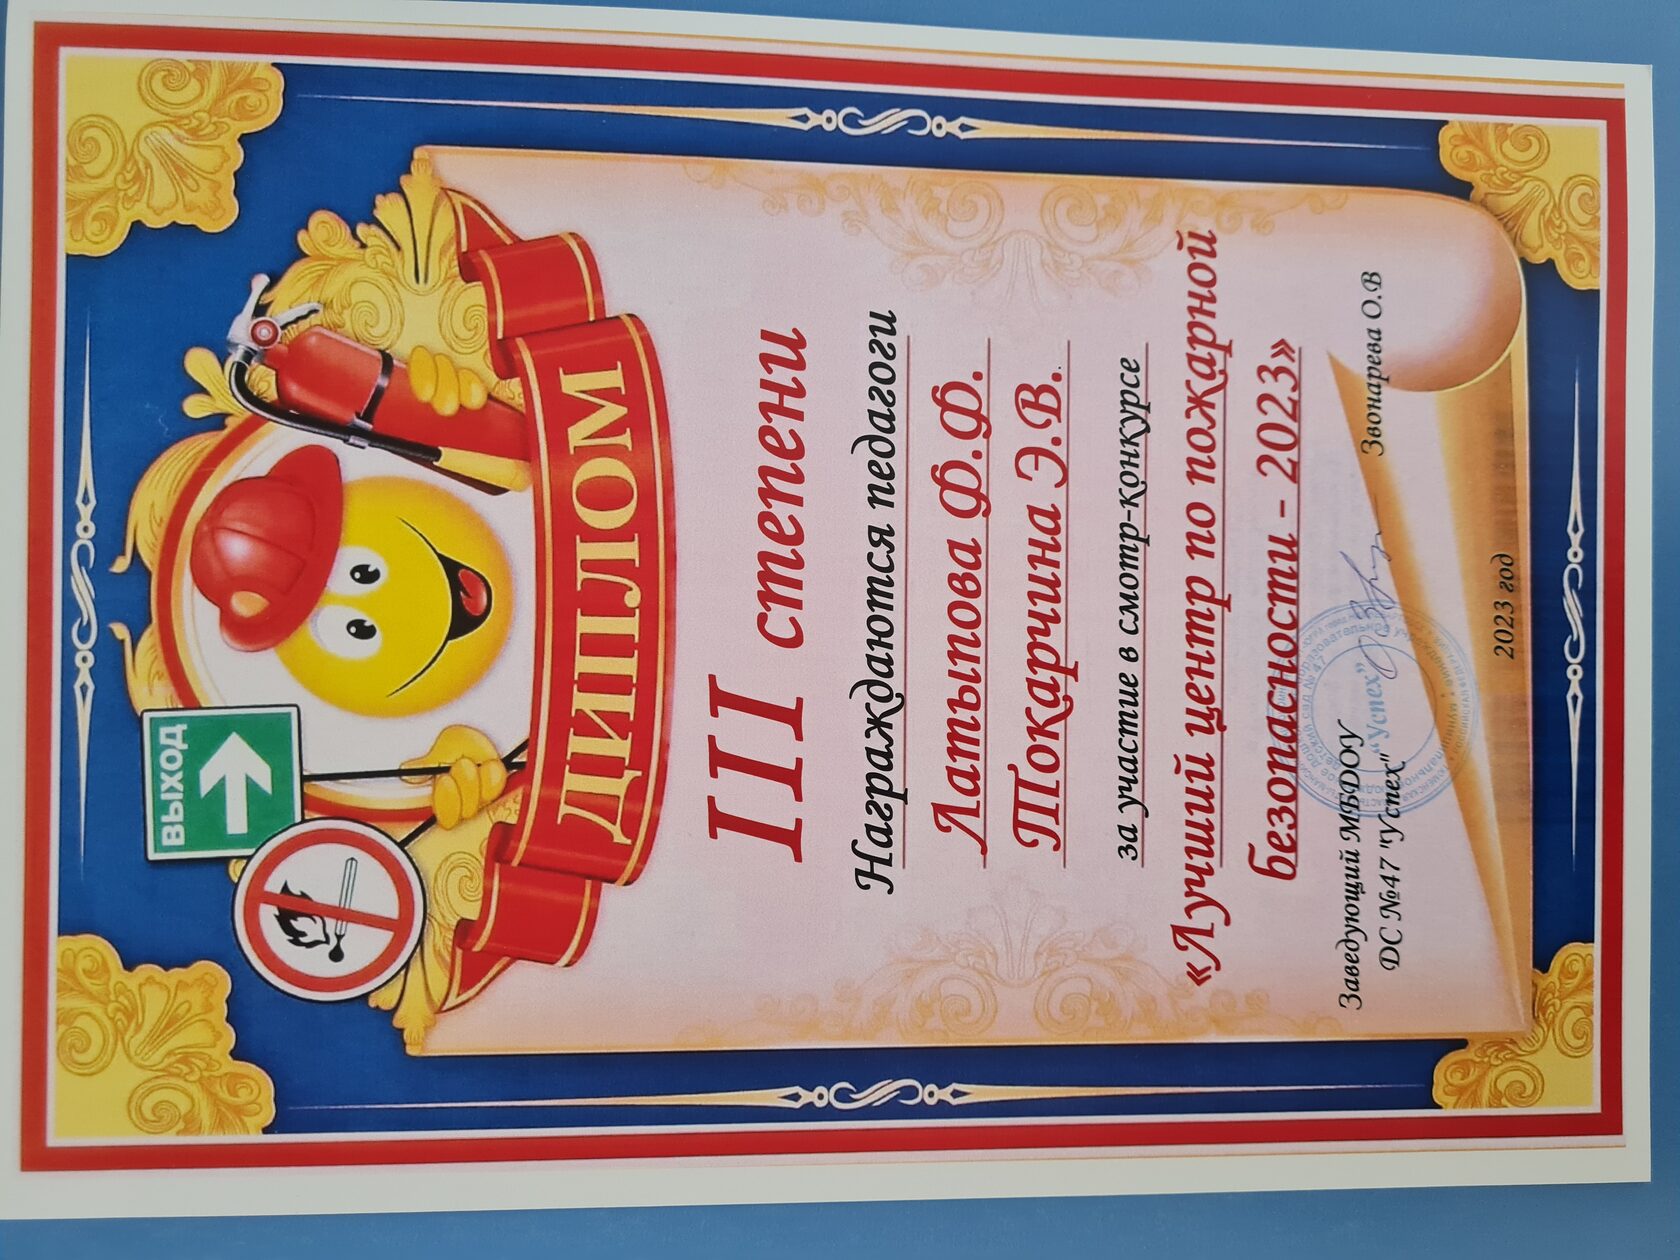 ВЫХОД
ДИПЛОМ
III степени
Награждаются педагоги
Латыпова Ф.Ф.
Токарчина Э.В.
за участие в смотр-конкурсе
«Лучший центр по пожарной
безопасности - 2023»
Заведующий МБДОУ
ДС №47 "Успех"
Звонарева О.В
"Успех"
2023 год